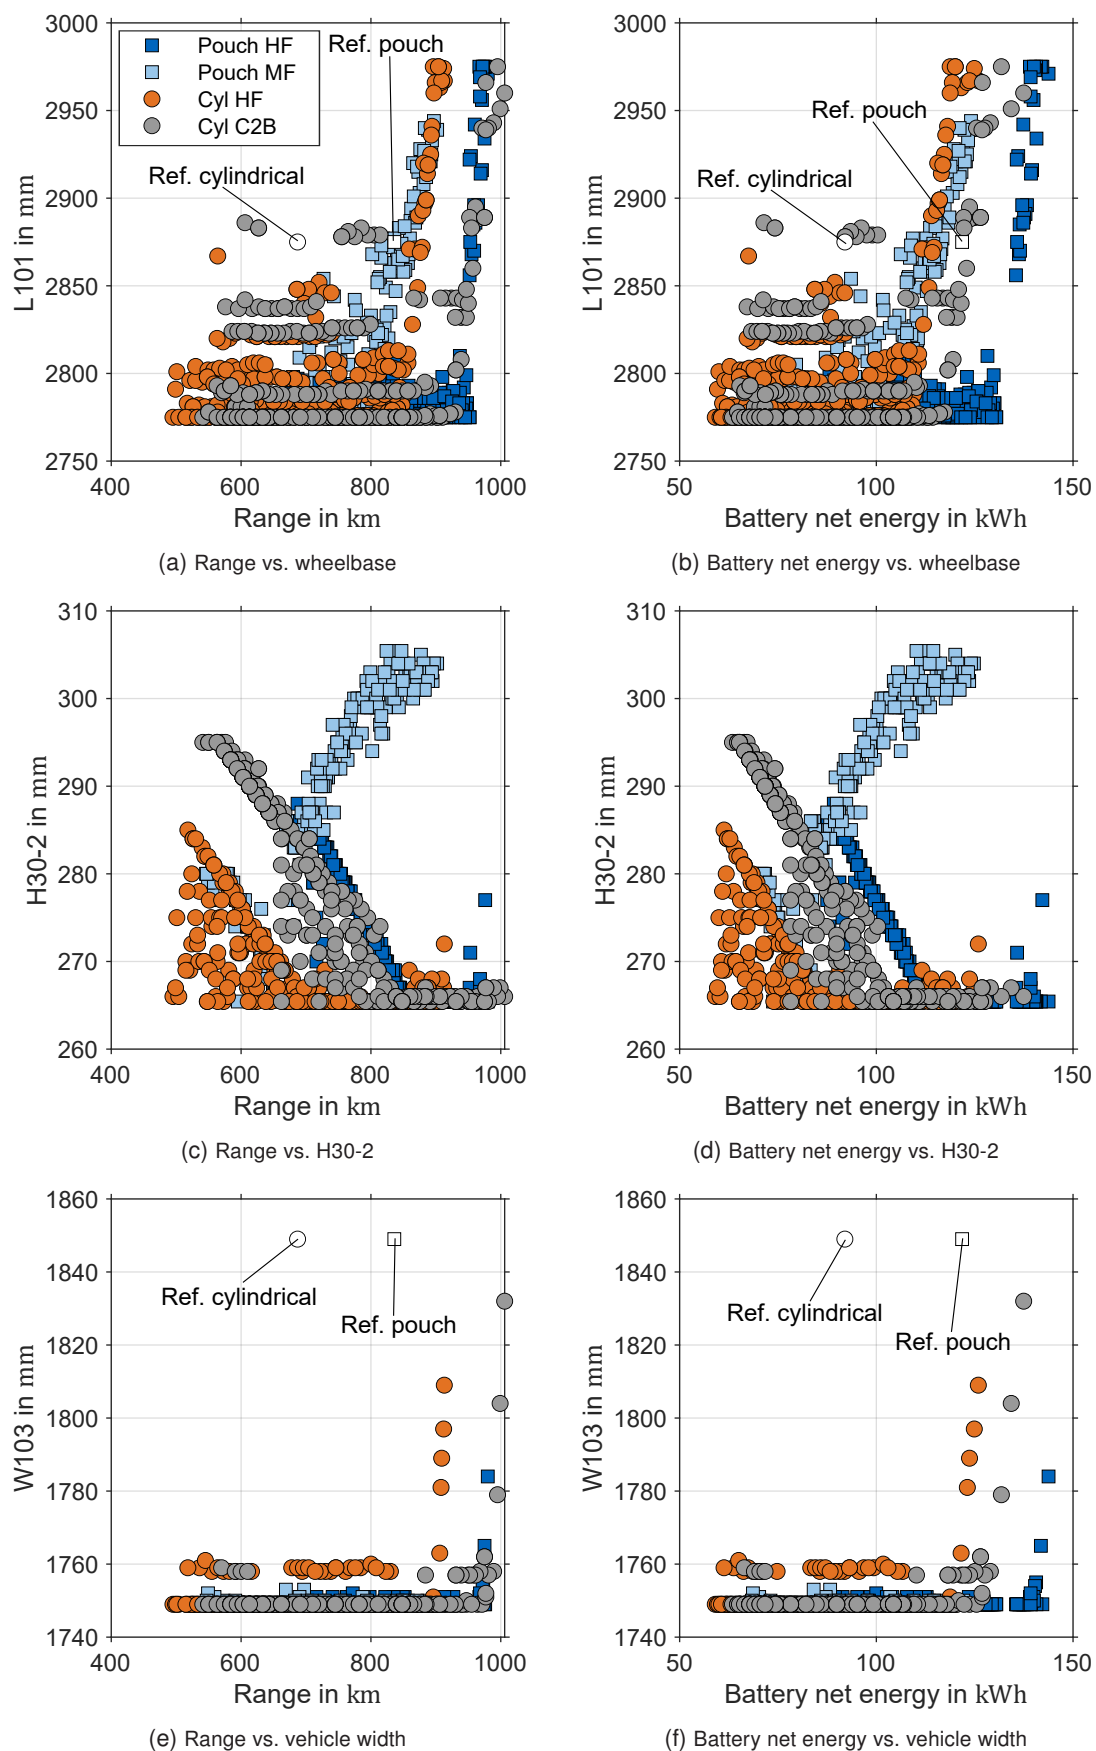 3000
2950
2900
2850
2800
2750
L101 in mm
Pouch HF
Pouch MF
Cyl HF
Cyl C2B
Ref. pouch
Ref. cylindrical
400
600
800
1000
Range in km
(a) Range vs. wheelbase
3000
2950
2900
2850
2800
2750
L101 in mm
Ref. pouch
Ref. cylindrical
50
100
150
Battery net energy in kWh
(b) Battery net energy vs. wheelbase
310
300
290
280
270
260
H30-2 in mm
400
600
800
1000
Range in km
(c) Range vs. H30-2
310
300
290
280
270
260
H30-2 in mm
50
100
150
Battery net energy in kWh
(d) Battery net energy vs. H30-2
1860
1840
1820
1800
1780
1760
1740
W103 in mm
Ref. cylindrical
Ref. pouch
400
600
800
1000
Range in km
(e) Range vs. vehicle width
1860
1840
1820
1800
1780
1760
1740
W103 in mm
Ref. cylindrical
Ref. pouch
50
100
150
Battery net energy in kWh
(f) Battery net energy vs. vehicle width